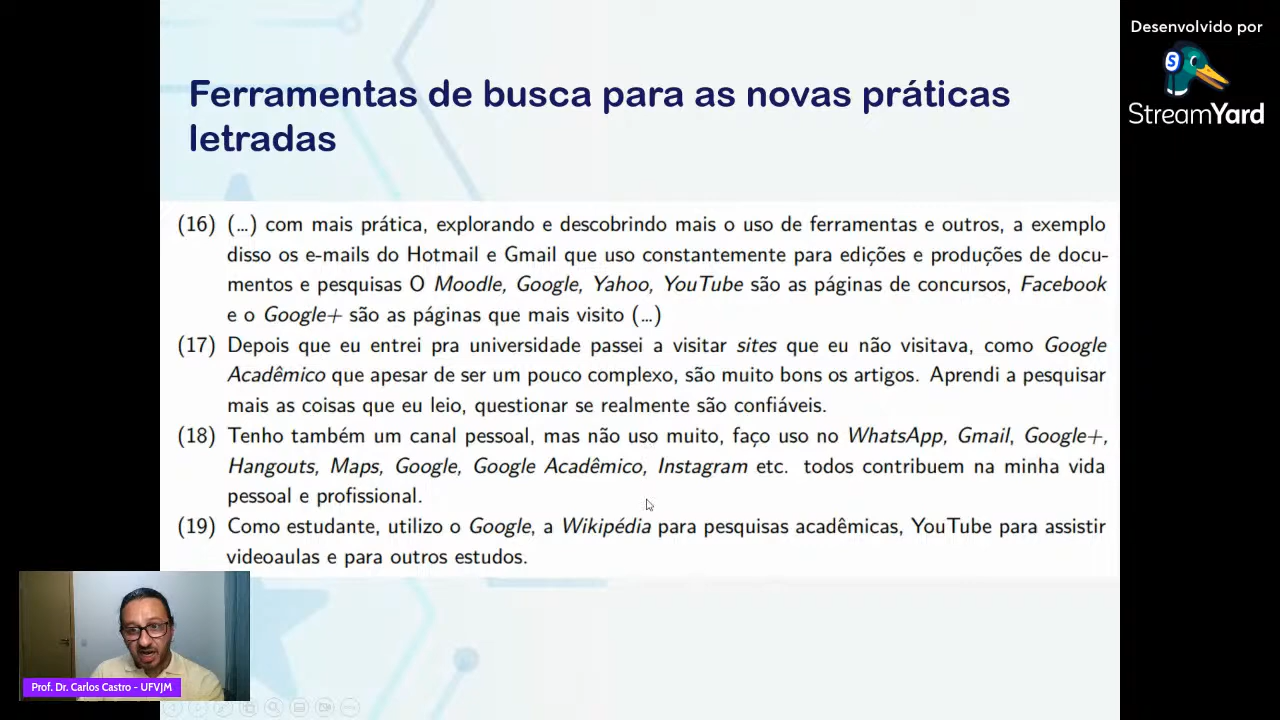 Desenvolvido por
StreamYard
Ferramentas de busca para as novas práticas
letradas
(16) (...) com mais prática, explorando e descobrindo mais o uso de ferramentas e outros, a exemplo
disso os e-mails do Hotmail e Gmail que uso constantemente para edições e produções de docu-
mentos e pesquisas O Moodle, Google, Yahoo, YouTube são as páginas de concursos, Facebook
e o Google+ são as páginas que mais visito (...)
(17) Depois que eu entrei pra universidade passei a visitar sites que eu não visitava, como Google
Acadêmico que apesar de ser um pouco complexo, são muito bons os artigos. Aprendi a pesquisar
mais as coisas que eu leio, questionar se realmente são confiáveis.
(18) Tenho também um canal pessoal, mas não uso muito, faço uso no WhatsApp, Gmail, Google+,
Hangouts, Maps, Google, Google Acadêmico, Instagram etc. todos contribuem na minha vida
pessoal e profissional.
(19) Como estudante, utilizo o Google, a Wikipédia para pesquisas acadêmicas, YouTube para assistir
videoaulas e para outros estudos.
Prof. Dr. Carlos Castro - UFVJM